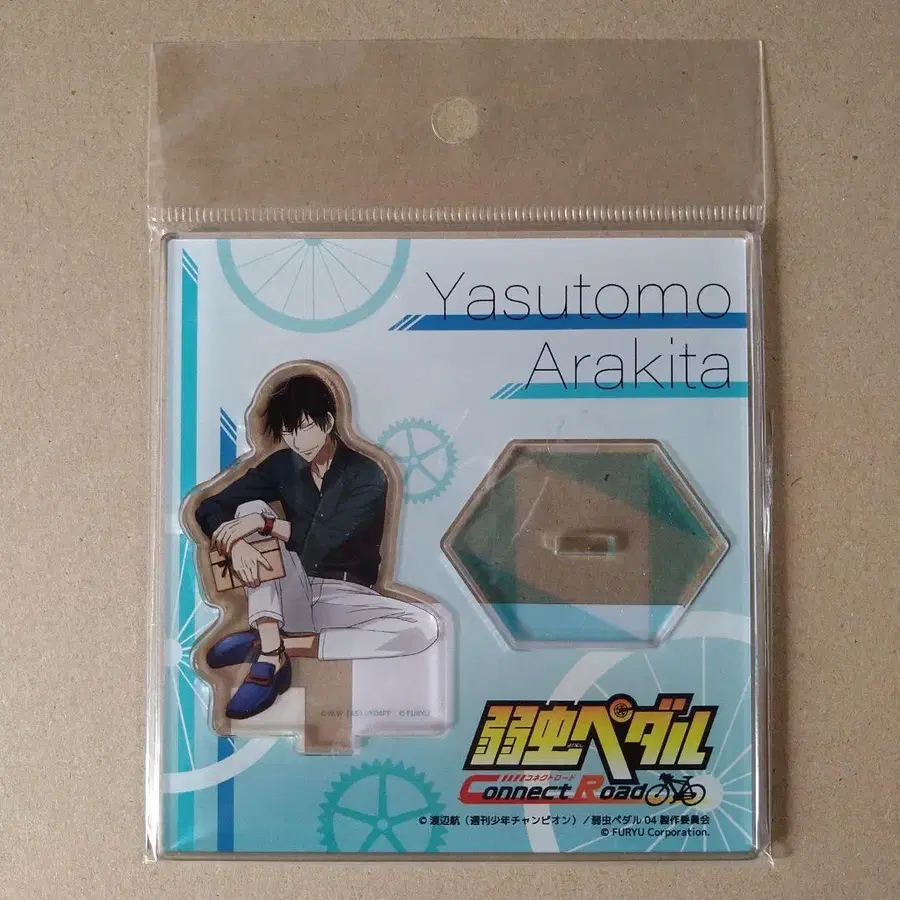 Yasutomo
Arakita
弱虫ペダル
コネクトロード
Connect Road
© 渡辺航（週刊少年チャンピオン）／弱虫ペダル 04 製作委員会
© FURYU Corporation.
© FURYU